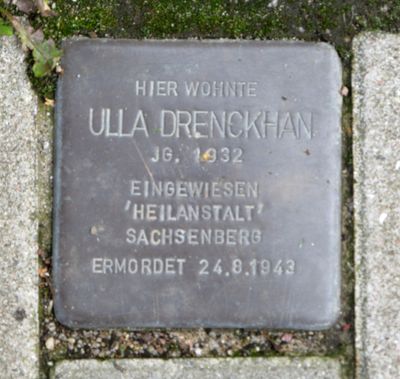 HIER WOHNTE
ULLA DRENCKHAN
JG. 1932
EINGEWIESEN
'HEILANSTALT'
SACHSENBERG
ERMORDET 24.8.1943